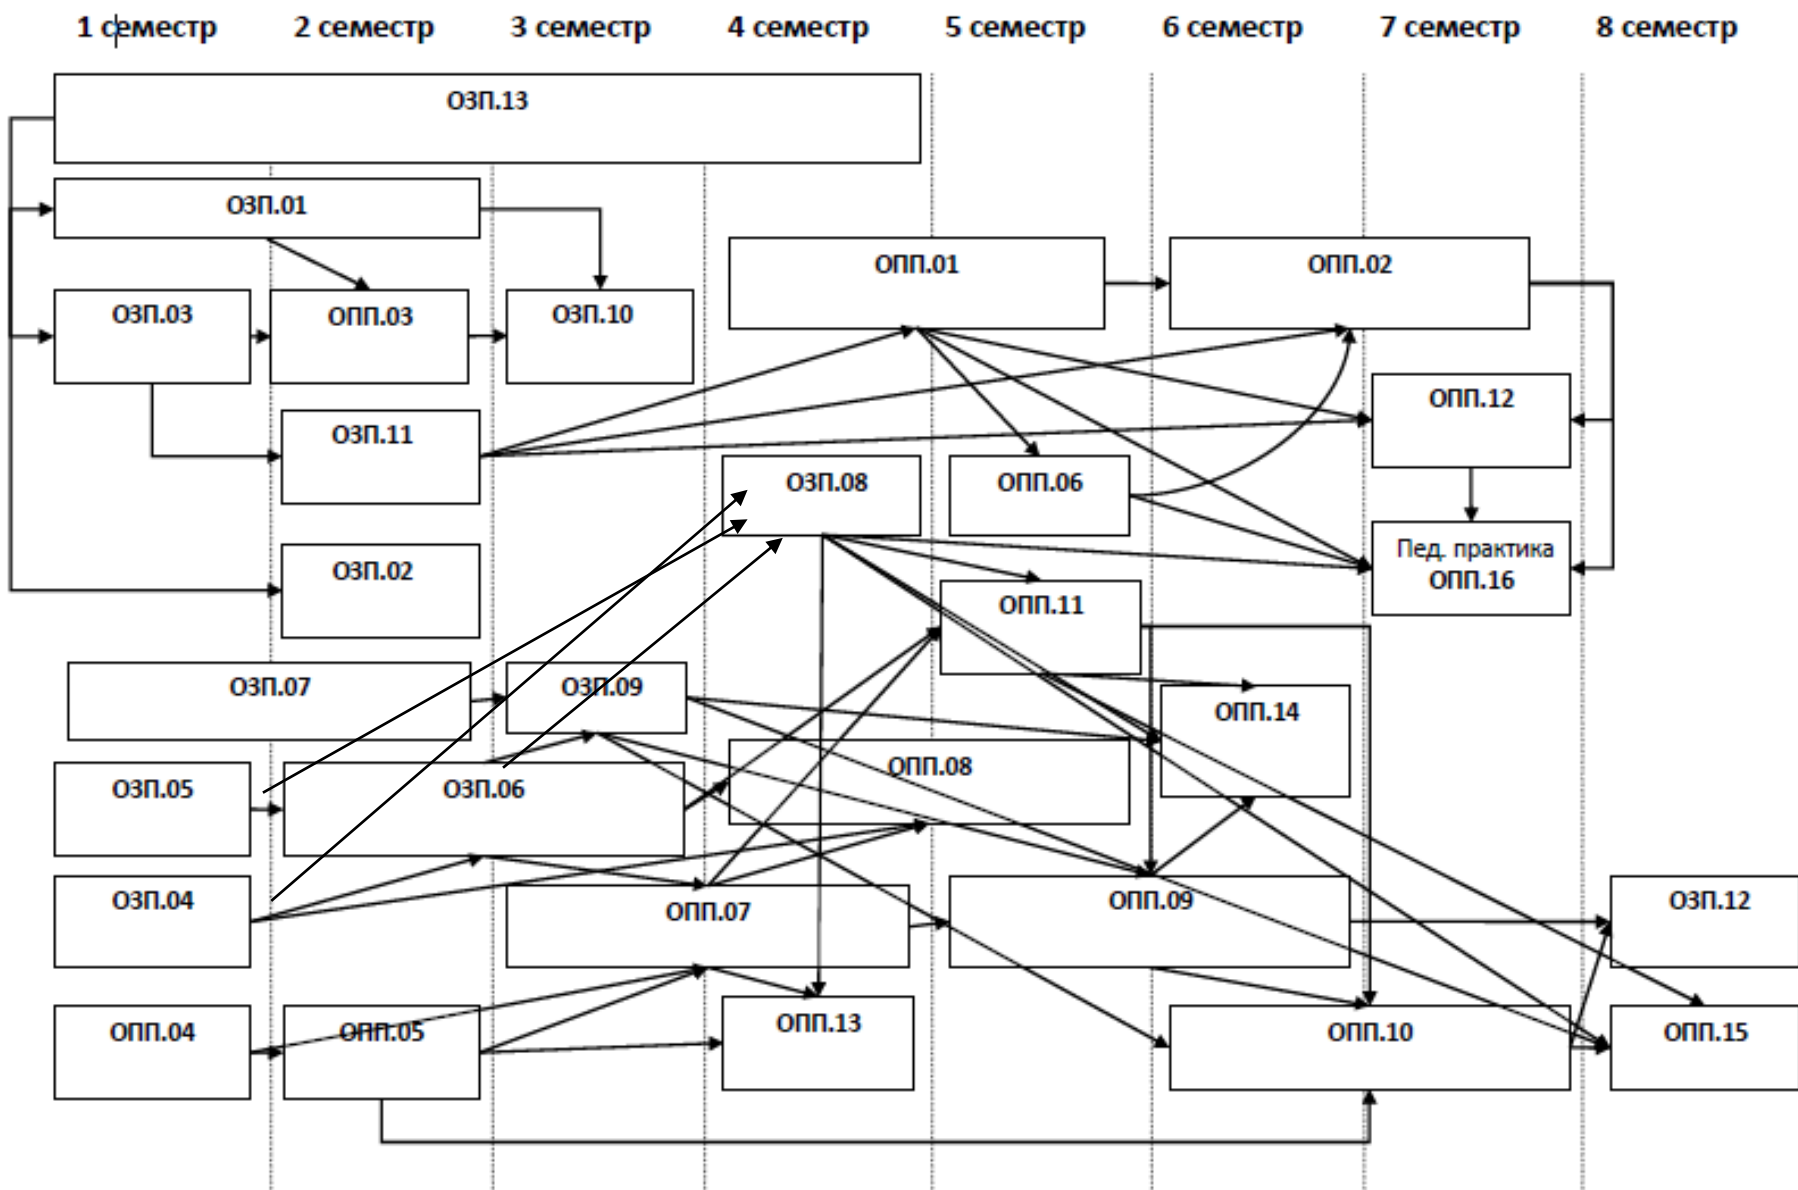 1 семестр 2 семестр 3 семестр 4 семестр 5 семестр 6 семестр 7 семестр 8 семестр
ОЗП.13
ОЗП.01
ОПП.01 ОПП.02
ОЗП.03 ОПП.03 ОЗП.10
ОПП.12
ОЗП.11
ОЗП.08 ОПП.06
Пед. практика
ОПП.16
ОЗП.02
ОПП.11
ОЗП.07 ОЗП.09
ОПП.14
ОЗП.05 ОЗП.06 ОПП.08
ОЗП.04 ОПП.07 ОПП.09 ОЗП.12
ОПП.04 ОПП.05 ОПП.13 ОПП.10 ОПП.15